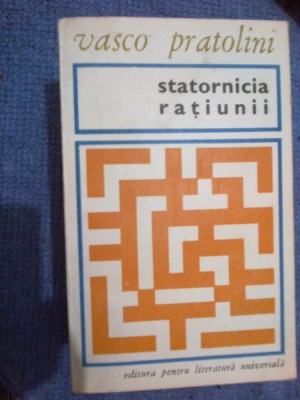 vasco pratolini
statornicia
rațiunii
editura pentru literatură universală